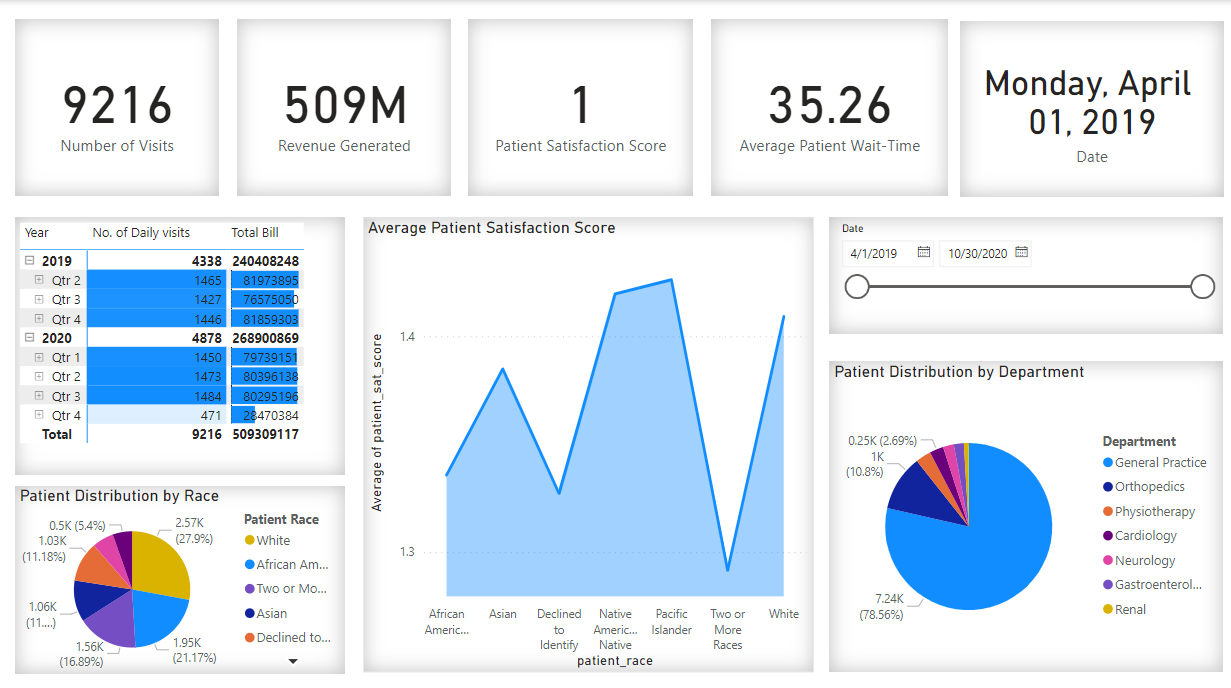 9216
Number of Visits
509M
Revenue Generated
1
Patient Satisfaction Score
35.26
Average Patient Wait-Time
Monday, April
01, 2019
Date
Year No. of Daily visits Total Bill
2019 4338 240408248
Qtr 2 1465 81973895
Qtr 3 1427 76575050
Qtr 4 1446 81859303
2020 4878 268900869
Qtr 1 1450 79739151
Qtr 2 1473 80396138
Qtr 3 1484 80295196
Qtr 4 471 28470384
Total 9216 509309117
Patient Distribution by Race
0.5K (5.4%)
1.03K
(11.18%)
1.06K
(11....)
1.56K
(16.89%)
2.57K
(27.9%)
1.95K
(21.17%)
Patient Race
White
African Am...
Two or Mo...
Asian
Declined to...
Average Patient Satisfaction Score
Average of patient_sat_score
1.4
1.3
African
Americ...
Asian
Declined
to
Identify
Native
Americ...
Native
Pacific
Islander
Two or
More
Races
White
patient_race
Date
4/1/2019
10/30/2020
Patient Distribution by Department
0.25K (2.69%)
1K
(10.8%)
7.24K
(78.56%)
Department
General Practice
Orthopedics
Physiotherapy
Cardiology
Neurology
Gastroenterol...
Renal